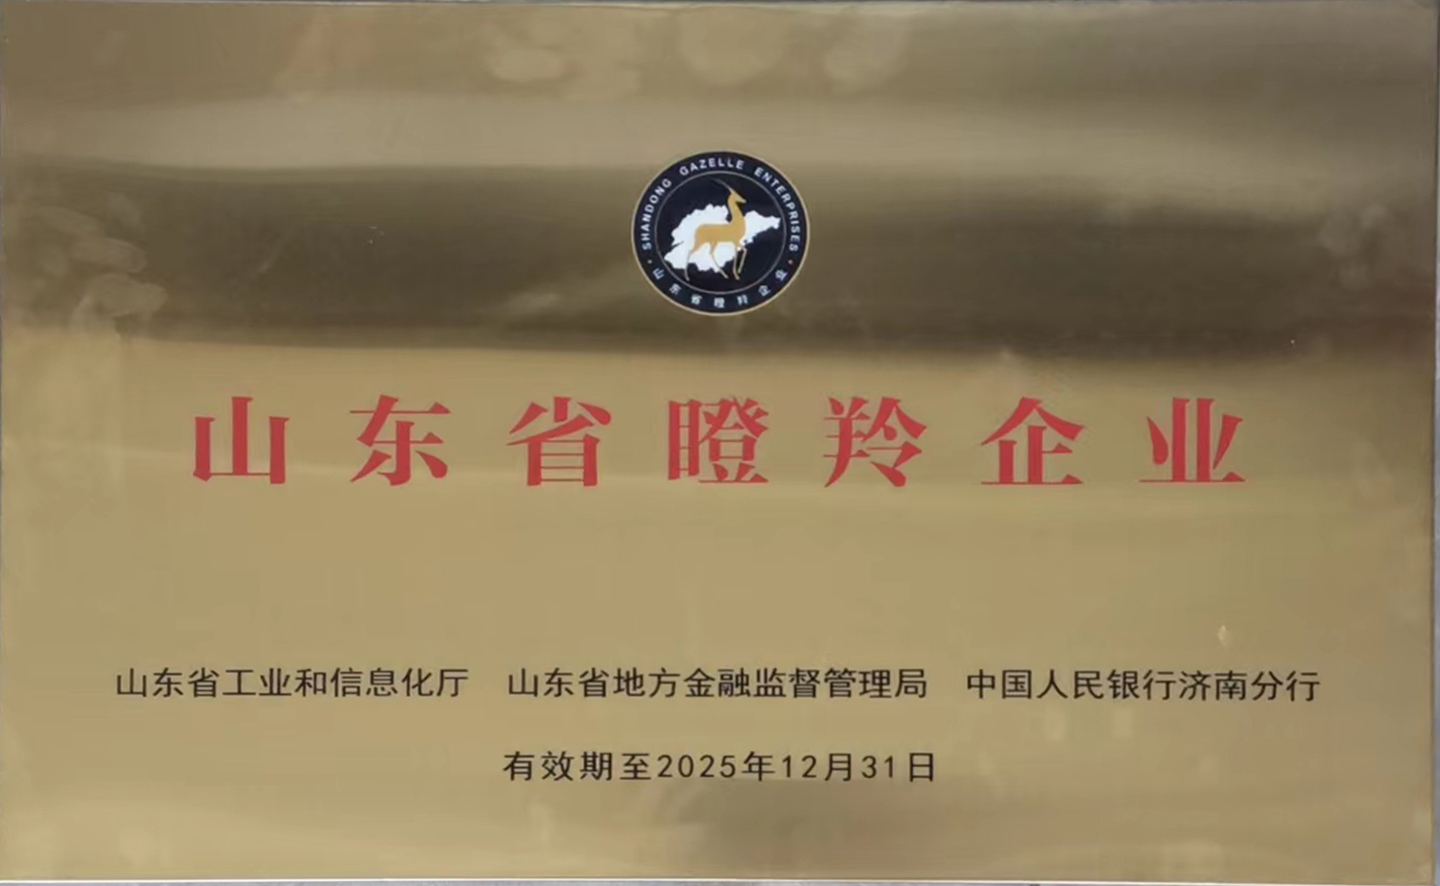 SHANDONG GAZELLE ENTERPRISES
山东省瞪羚企业
山东省瞪羚企业
山东省工业和信息化厅 山东省地方金融监督管理局 中国人民银行济南分行
有效期至2025年12月31日